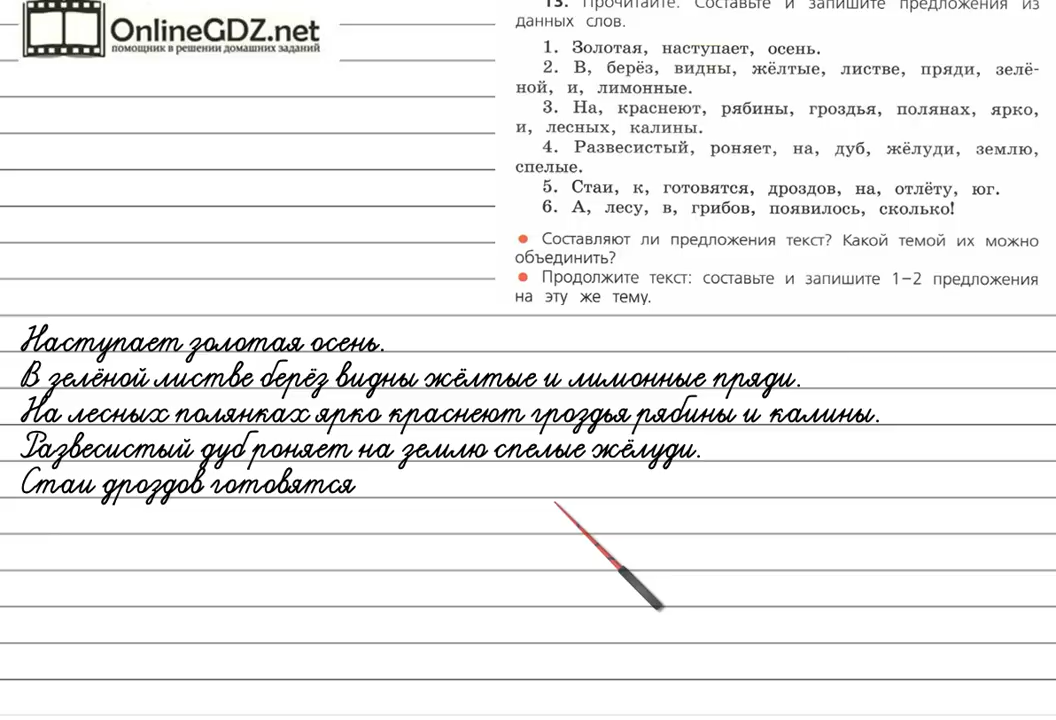 OnlineGDZ.net
помощник в решении домашних заданий
13. Прочитайте. Составьте и запишите предложения из
данных слов.
1. Золотая, наступает, осень.
2. В, берёз, видны, жёлтые, листве, пряди, зелё-
ной, и, лимонные.
3. На, краснеют, рябины, гроздья, полянах, ярко,
и, лесных, калины.
4. Развесистый, роняет, на, дуб, жёлуди, землю,
спелые.
5. Стаи, к, готовятся, дроздов, на, отлёту, юг.
6. А, лесу, в, грибов, появилось, сколько!
• Составляют ли предложения текст? Какой темой их можно
объединить?
• Продолжите текст: составьте и запишите 1–2 предложения
на эту же тему.
Наступает золотая осень.
В зелёной листве берёз видны жёлтые и лимонные пряди.
На лесных полянках ярко краснеют гроздья рябины и калины.
Развесистый дуб роняет на землю спелые жёлуди.
Стаи дроздов готовятся